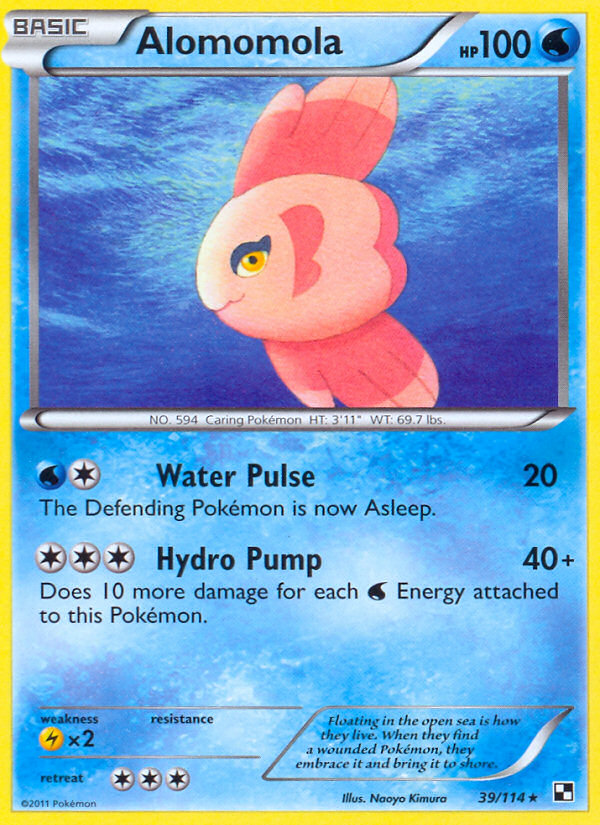 BASIC
Alomomola
HP100
NO. 594 Caring Pokémon HT: 3'11" WT: 69.7 lbs.
Water Pulse 20
The Defending Pokémon is now Asleep.
Hydro Pump 40+
Does 10 more damage for each Energy attached
to this Pokémon.
weakness resistance
×2
retreat
Floating in the open sea is how
they live. When they find
a wounded Pokémon, they
embrace it and bring it to shore.
©2011 Pokémon
Illus. Naoyo Kimura 39/114 ★